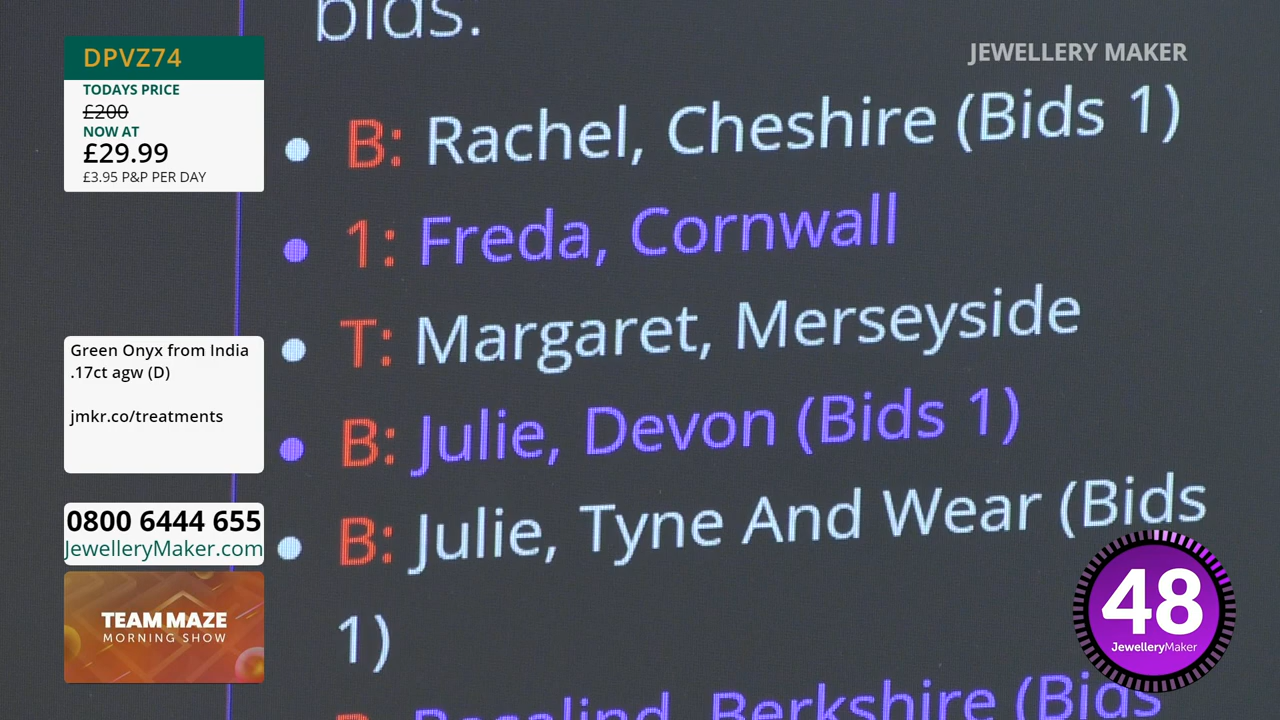 bids.
DPVZ74
JEWELLERY MAKER
TODAYS PRICE
£200
NOW AT
£29.99
£3.95 P&P PER DAY
B: Rachel, Cheshire (Bids 1)
1: Freda, Cornwall
T: Margaret, Merseyside
B: Julie, Devon (Bids 1)
B: Julie, Tyne And Wear (Bids
1)
Rosalind, Berkshire (Bids
Green Onyx from India
.17ct agw (D)
jmkr.co/treatments
0800 6444 655
JewelleryMaker.com
TEAM MAZE
MORNING SHOW
48
JewelleryMaker